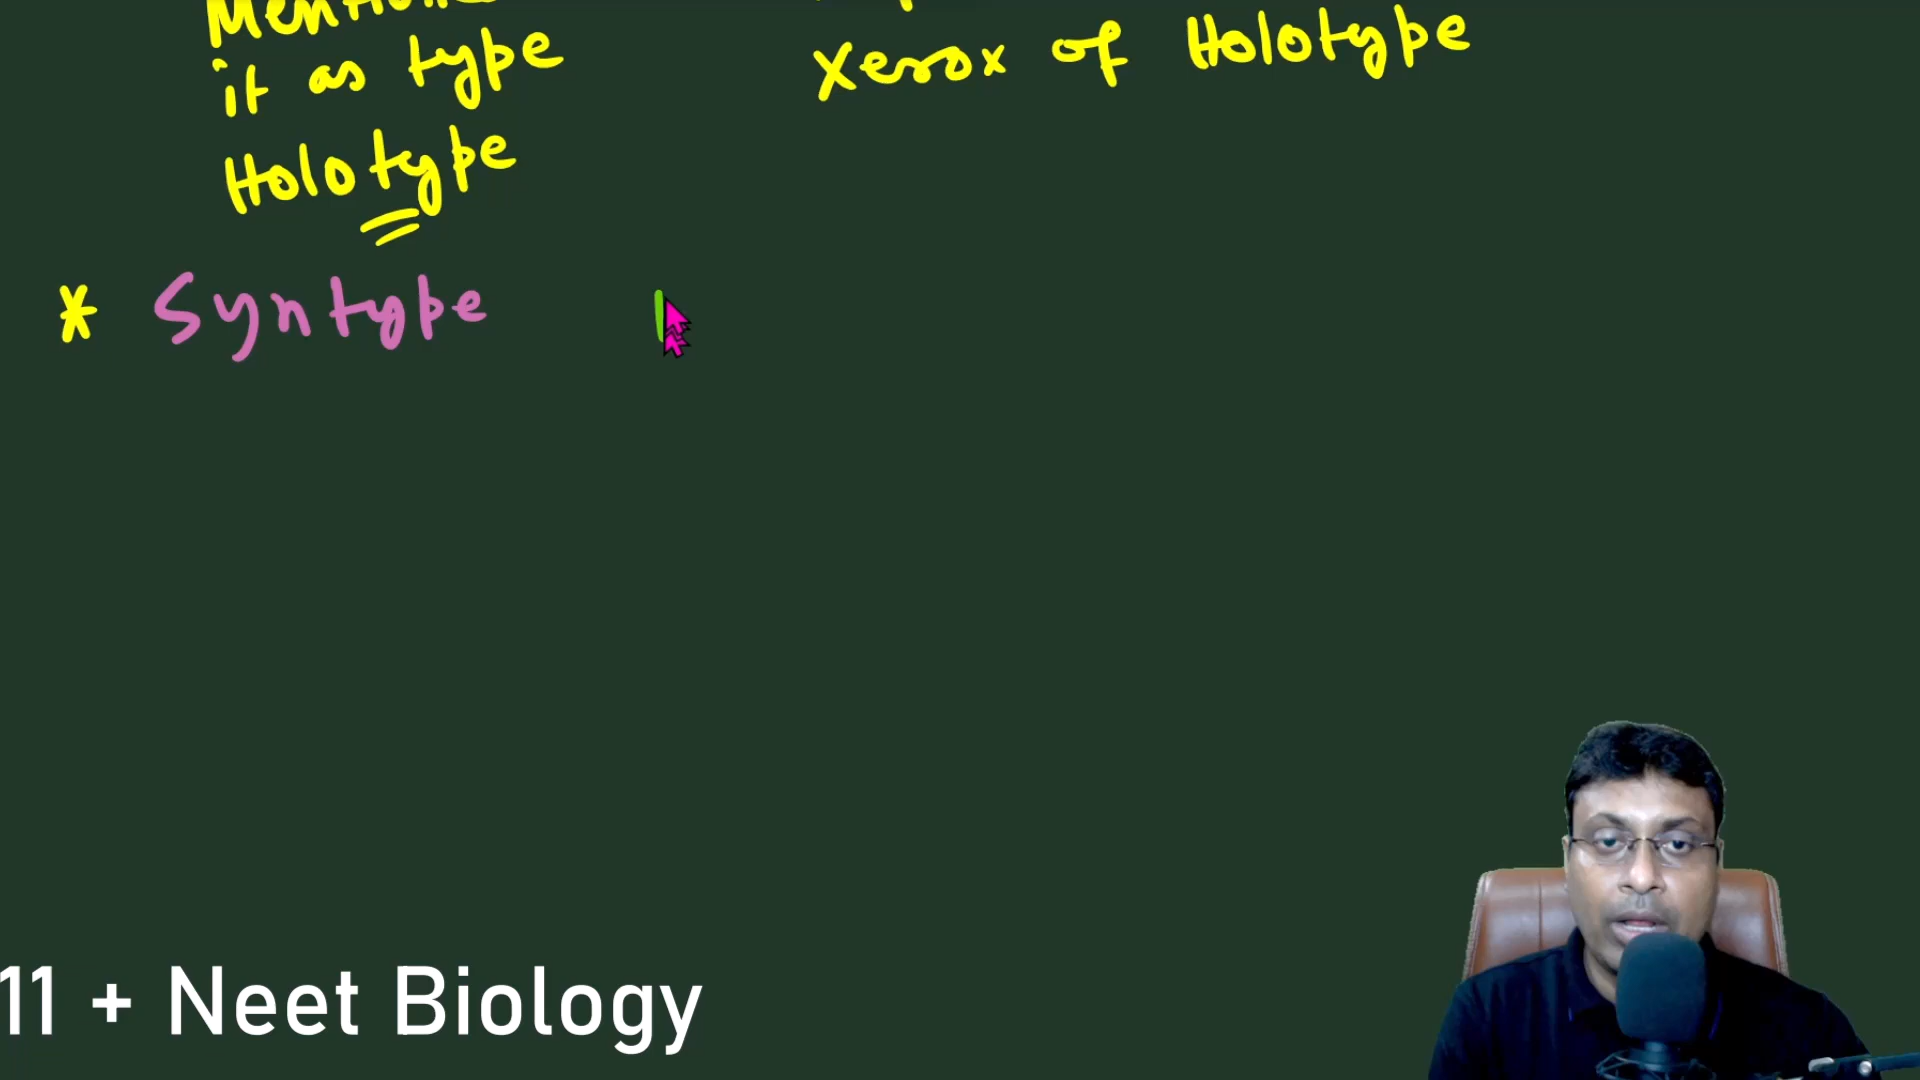 it as type
Holotype
Xerox of Holotype
* Syntype
11 + Neet Biology